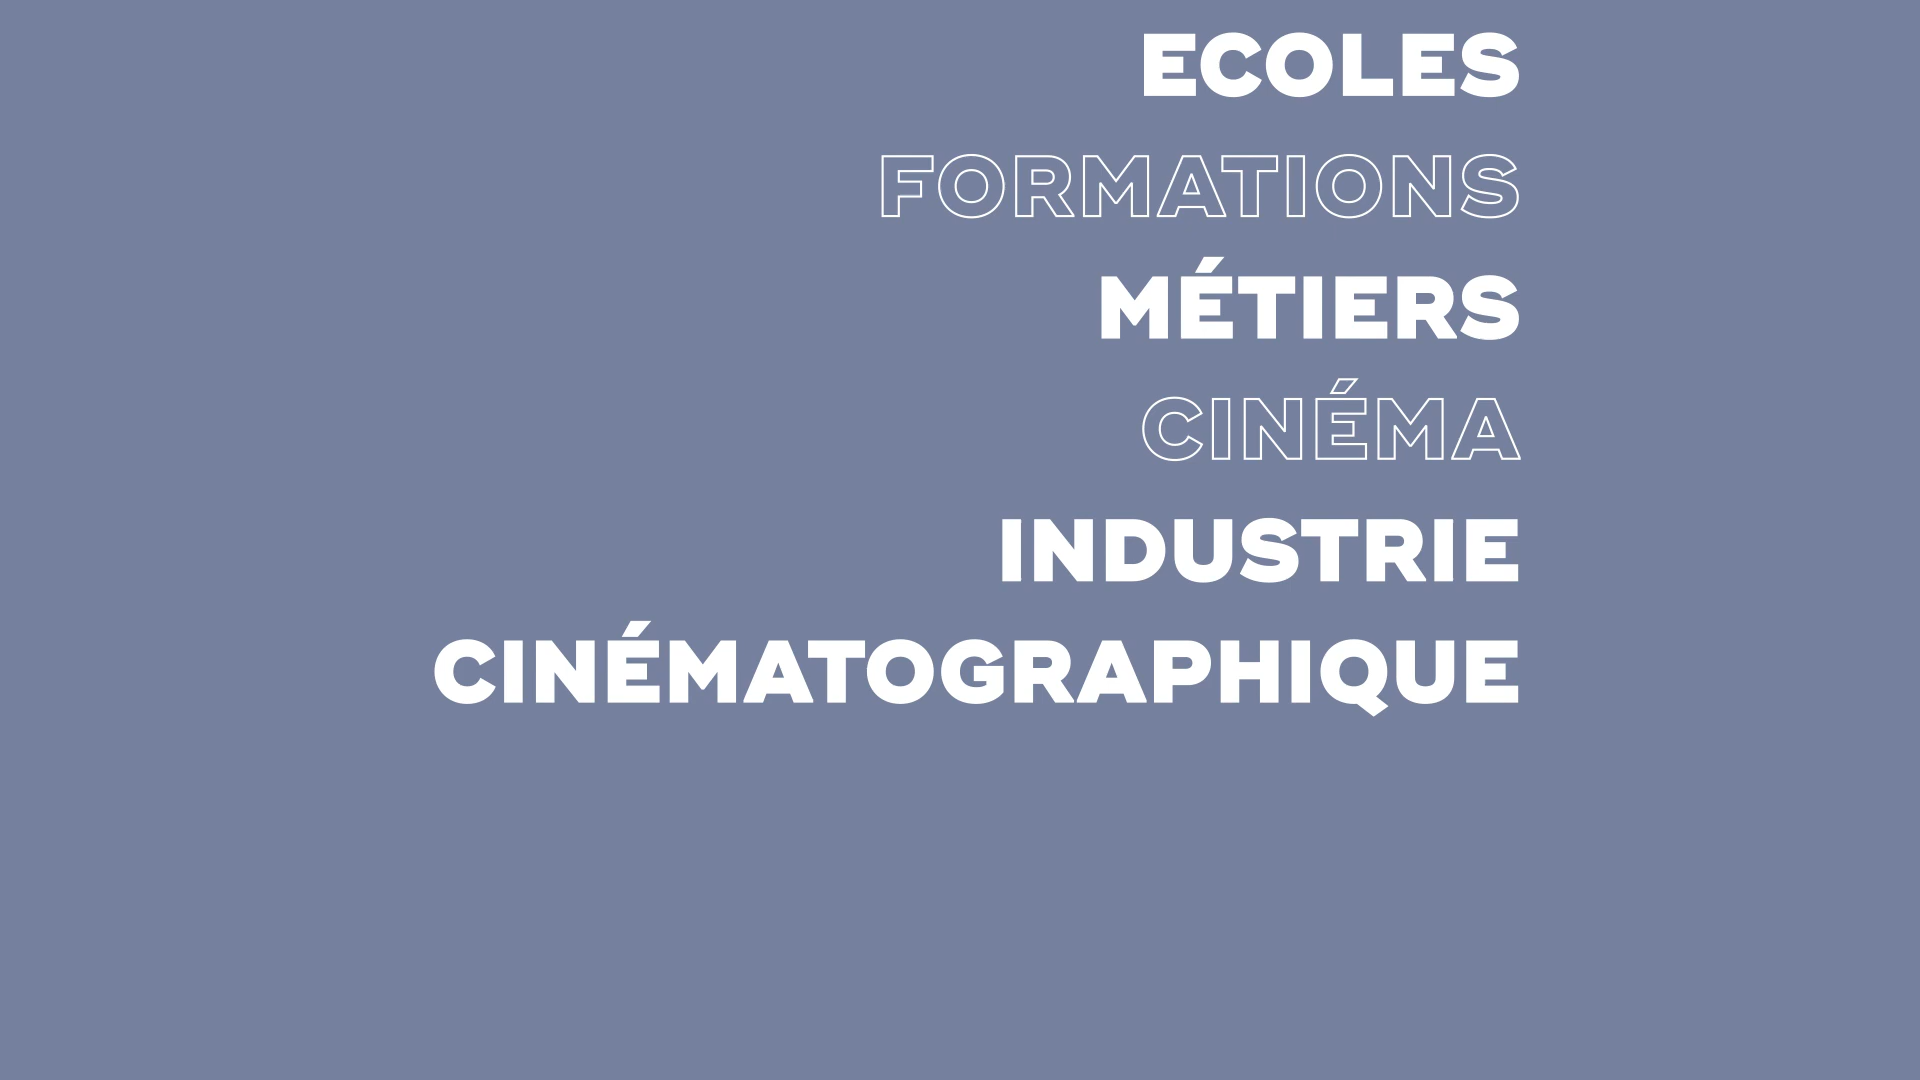 ECOLES
FORMATIONS
MÉTIERS
CINÉMA
INDUSTRIE
CINÉMATOGRAPHIQUE